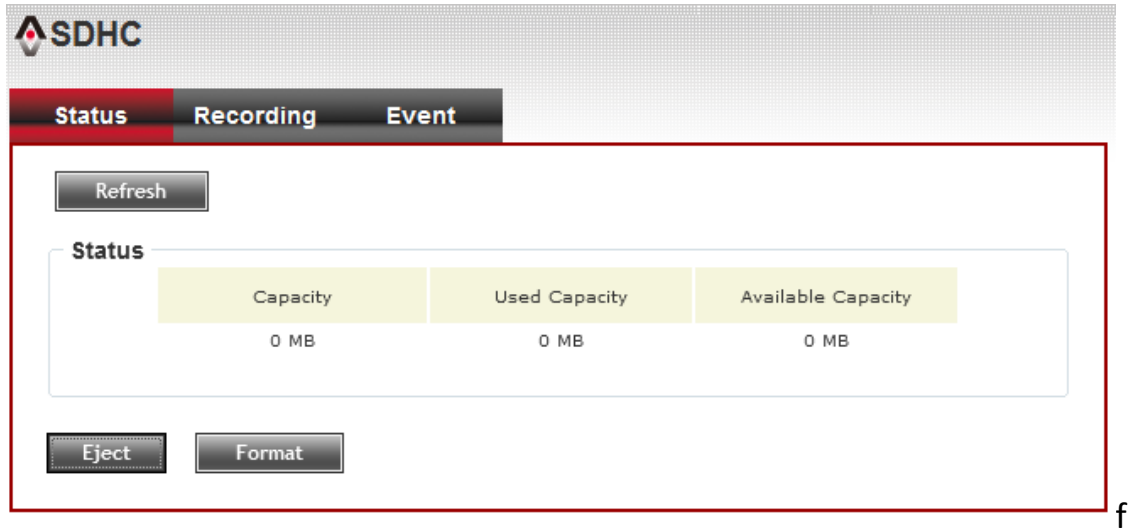 SDHC
Status Recording Event
Refresh
Status
Capacity Used Capacity Available Capacity
0 MB 0 MB 0 MB
Eject Format
f